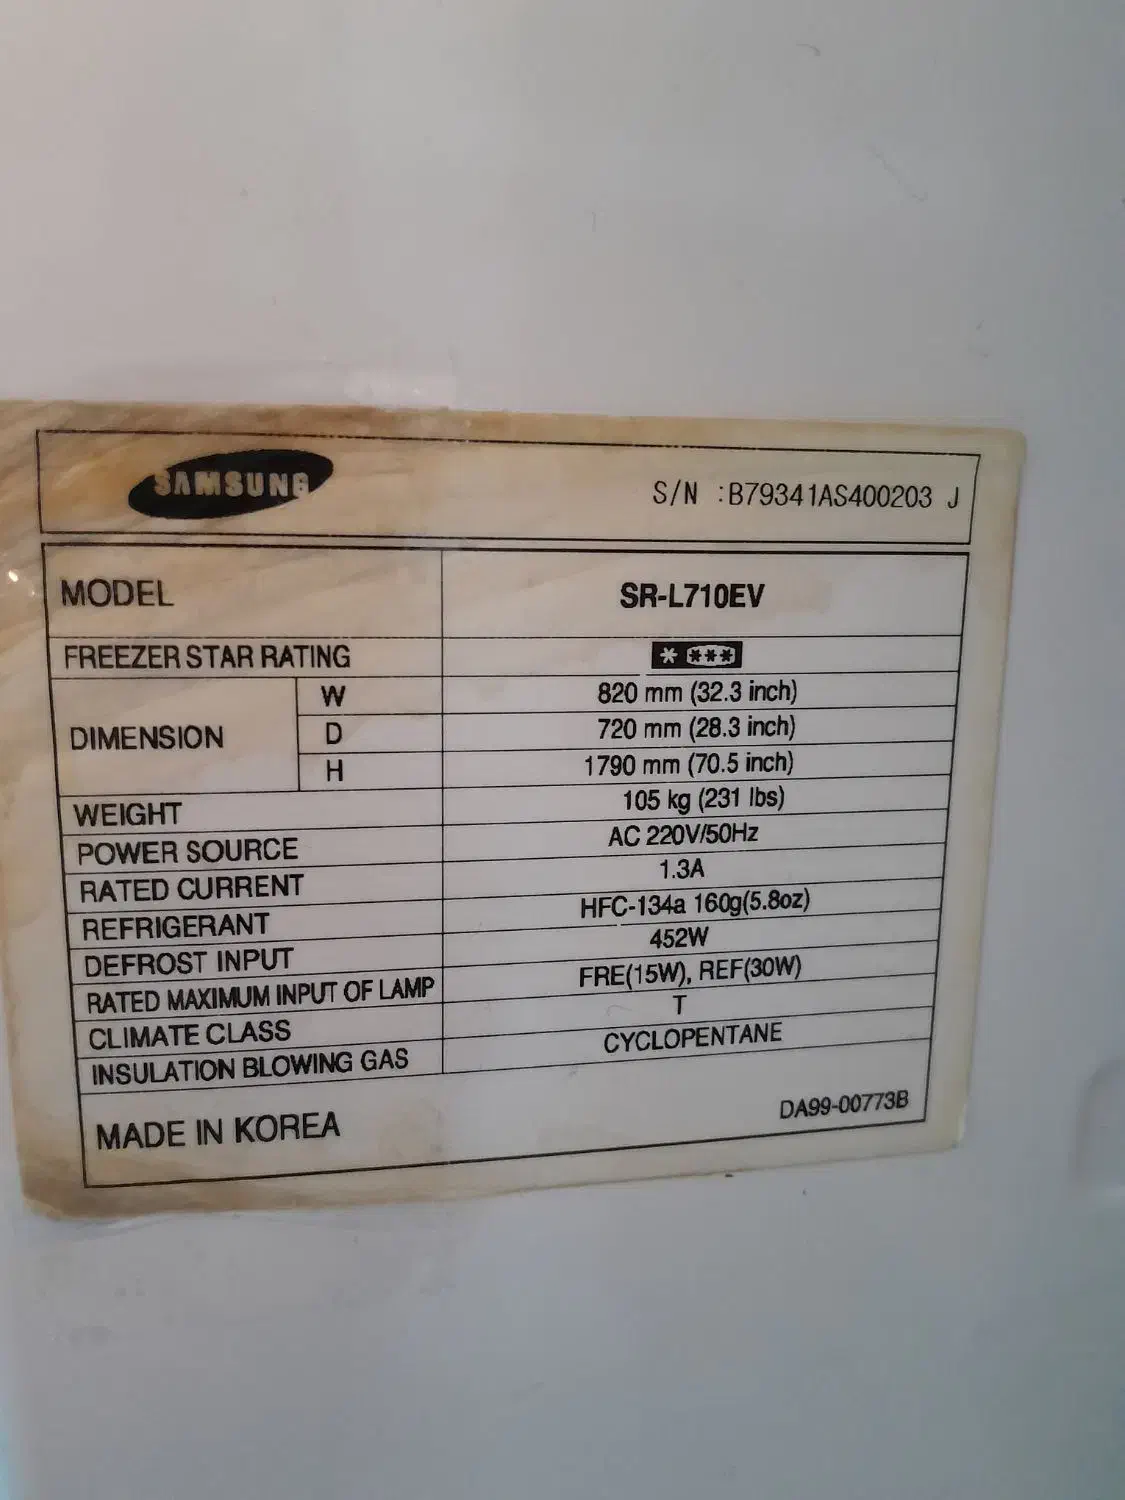 SAMSUNG
S/N :B79341AS400203 J
MODEL SR-L710EV
FREEZER STAR RATING * ***
DIMENSION W 820 mm (32.3 inch)
D 720 mm (28.3 inch)
H 1790 mm (70.5 inch)
WEIGHT 105 kg (231 lbs)
POWER SOURCE AC 220V/50Hz
RATED CURRENT 1.3A
REFRIGERANT HFC-134a 160g(5.8oz)
DEFROST INPUT 452W
RATED MAXIMUM INPUT OF LAMP FRE(15W), REF(30W)
CLIMATE CLASS T
INSULATION BLOWING GAS CYCLOPENTANE
MADE IN KOREA
DA99-00773B